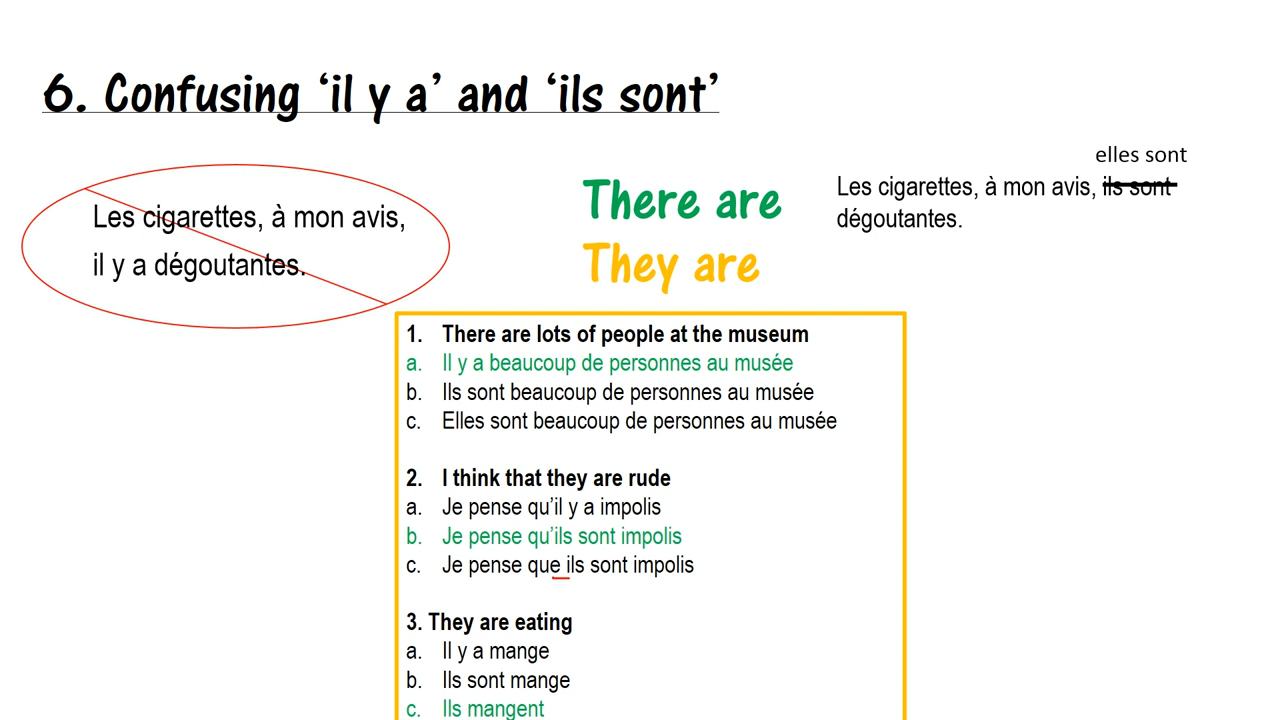 6. Confusing ‘il y a’ and ‘ils sont’
Les cigarettes, à mon avis,
il y a dégoutantes.
There are
They are
elles sont
Les cigarettes, à mon avis, ils sont
dégoutantes.
1. There are lots of people at the museum
a. Il y a beaucoup de personnes au musée
b. Ils sont beaucoup de personnes au musée
c. Elles sont beaucoup de personnes au musée
2. I think that they are rude
a. Je pense qu’il y a impolis
b. Je pense qu’ils sont impolis
c. Je pense que ils sont impolis
3. They are eating
a. Il y a mange
b. Ils sont mange
c. Ils mangent